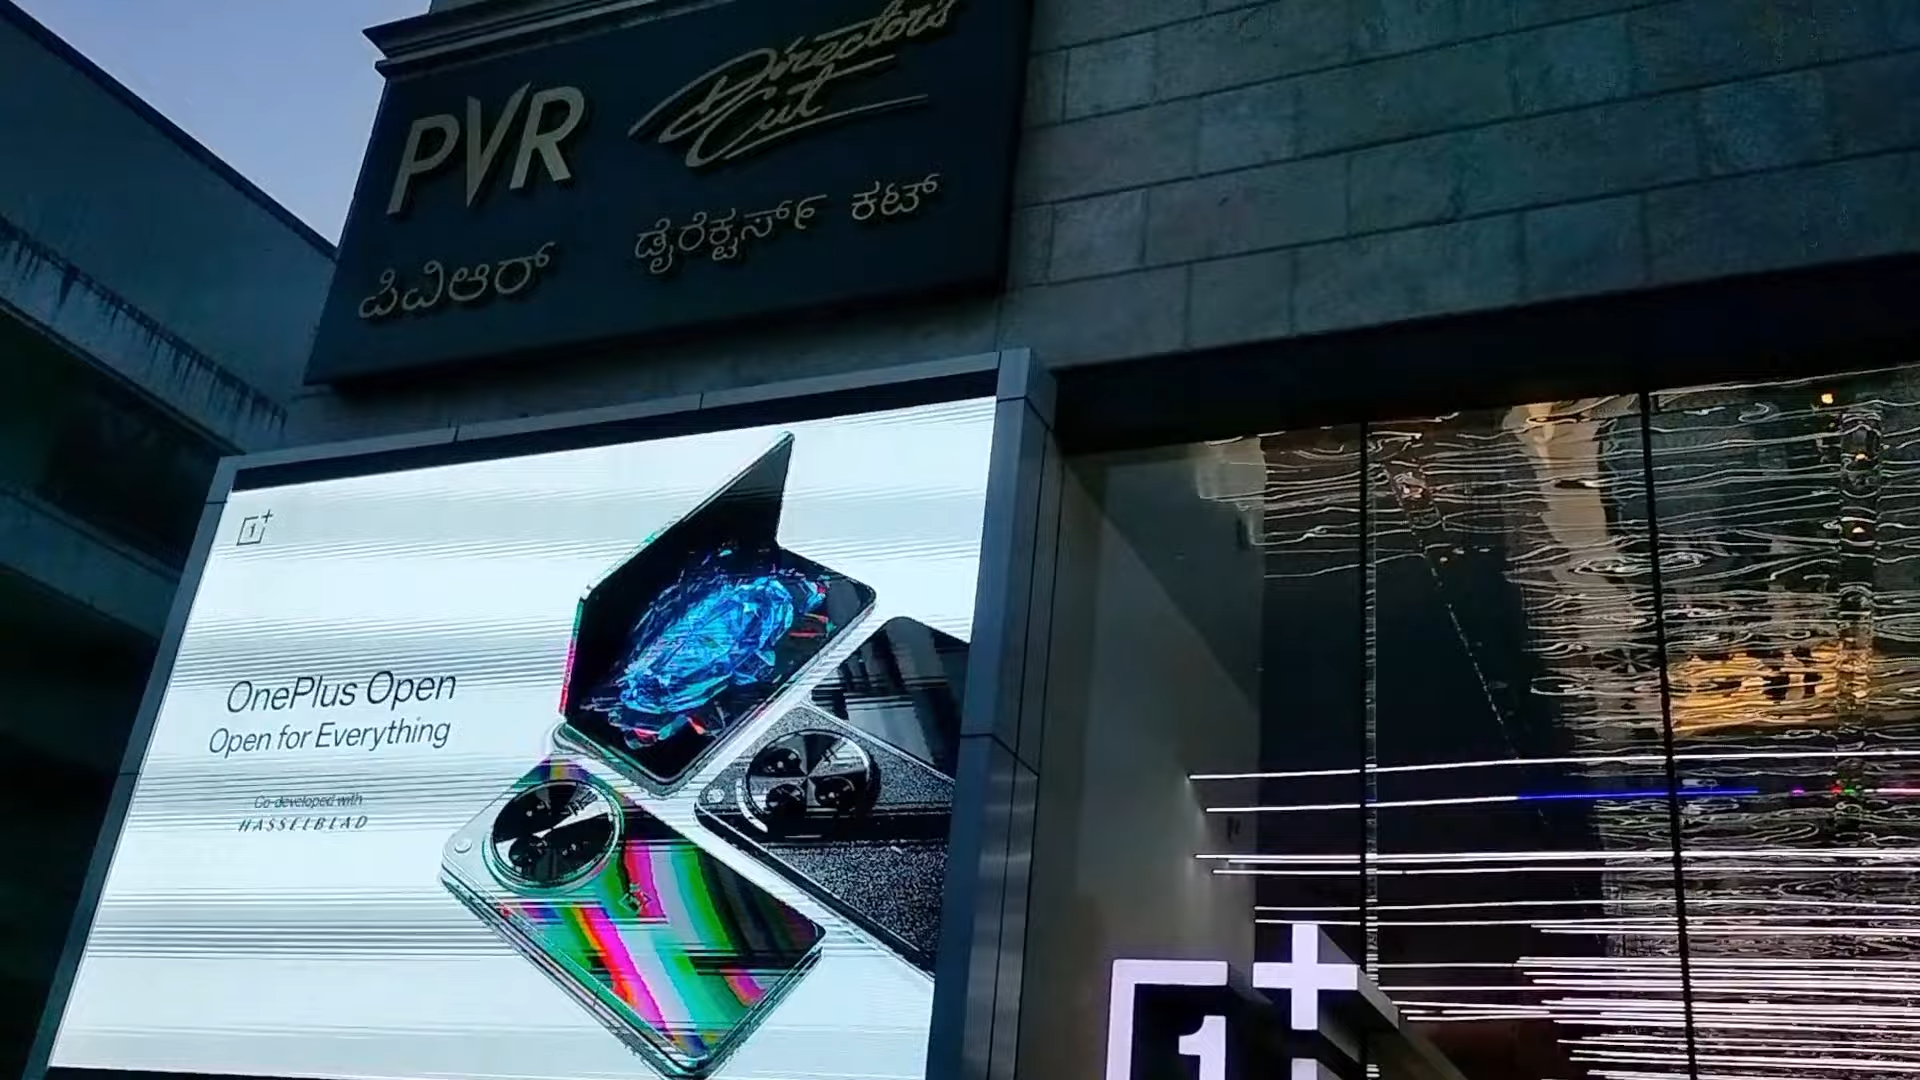 PVR Director's Cut
ಪಿವಿಆರ್ ಡೈರೆಕ್ಟರ್ಸ್ ಕಟ್
1+
OnePlus Open
Open for Everything
Co-developed with
HASSELBLAD
1+